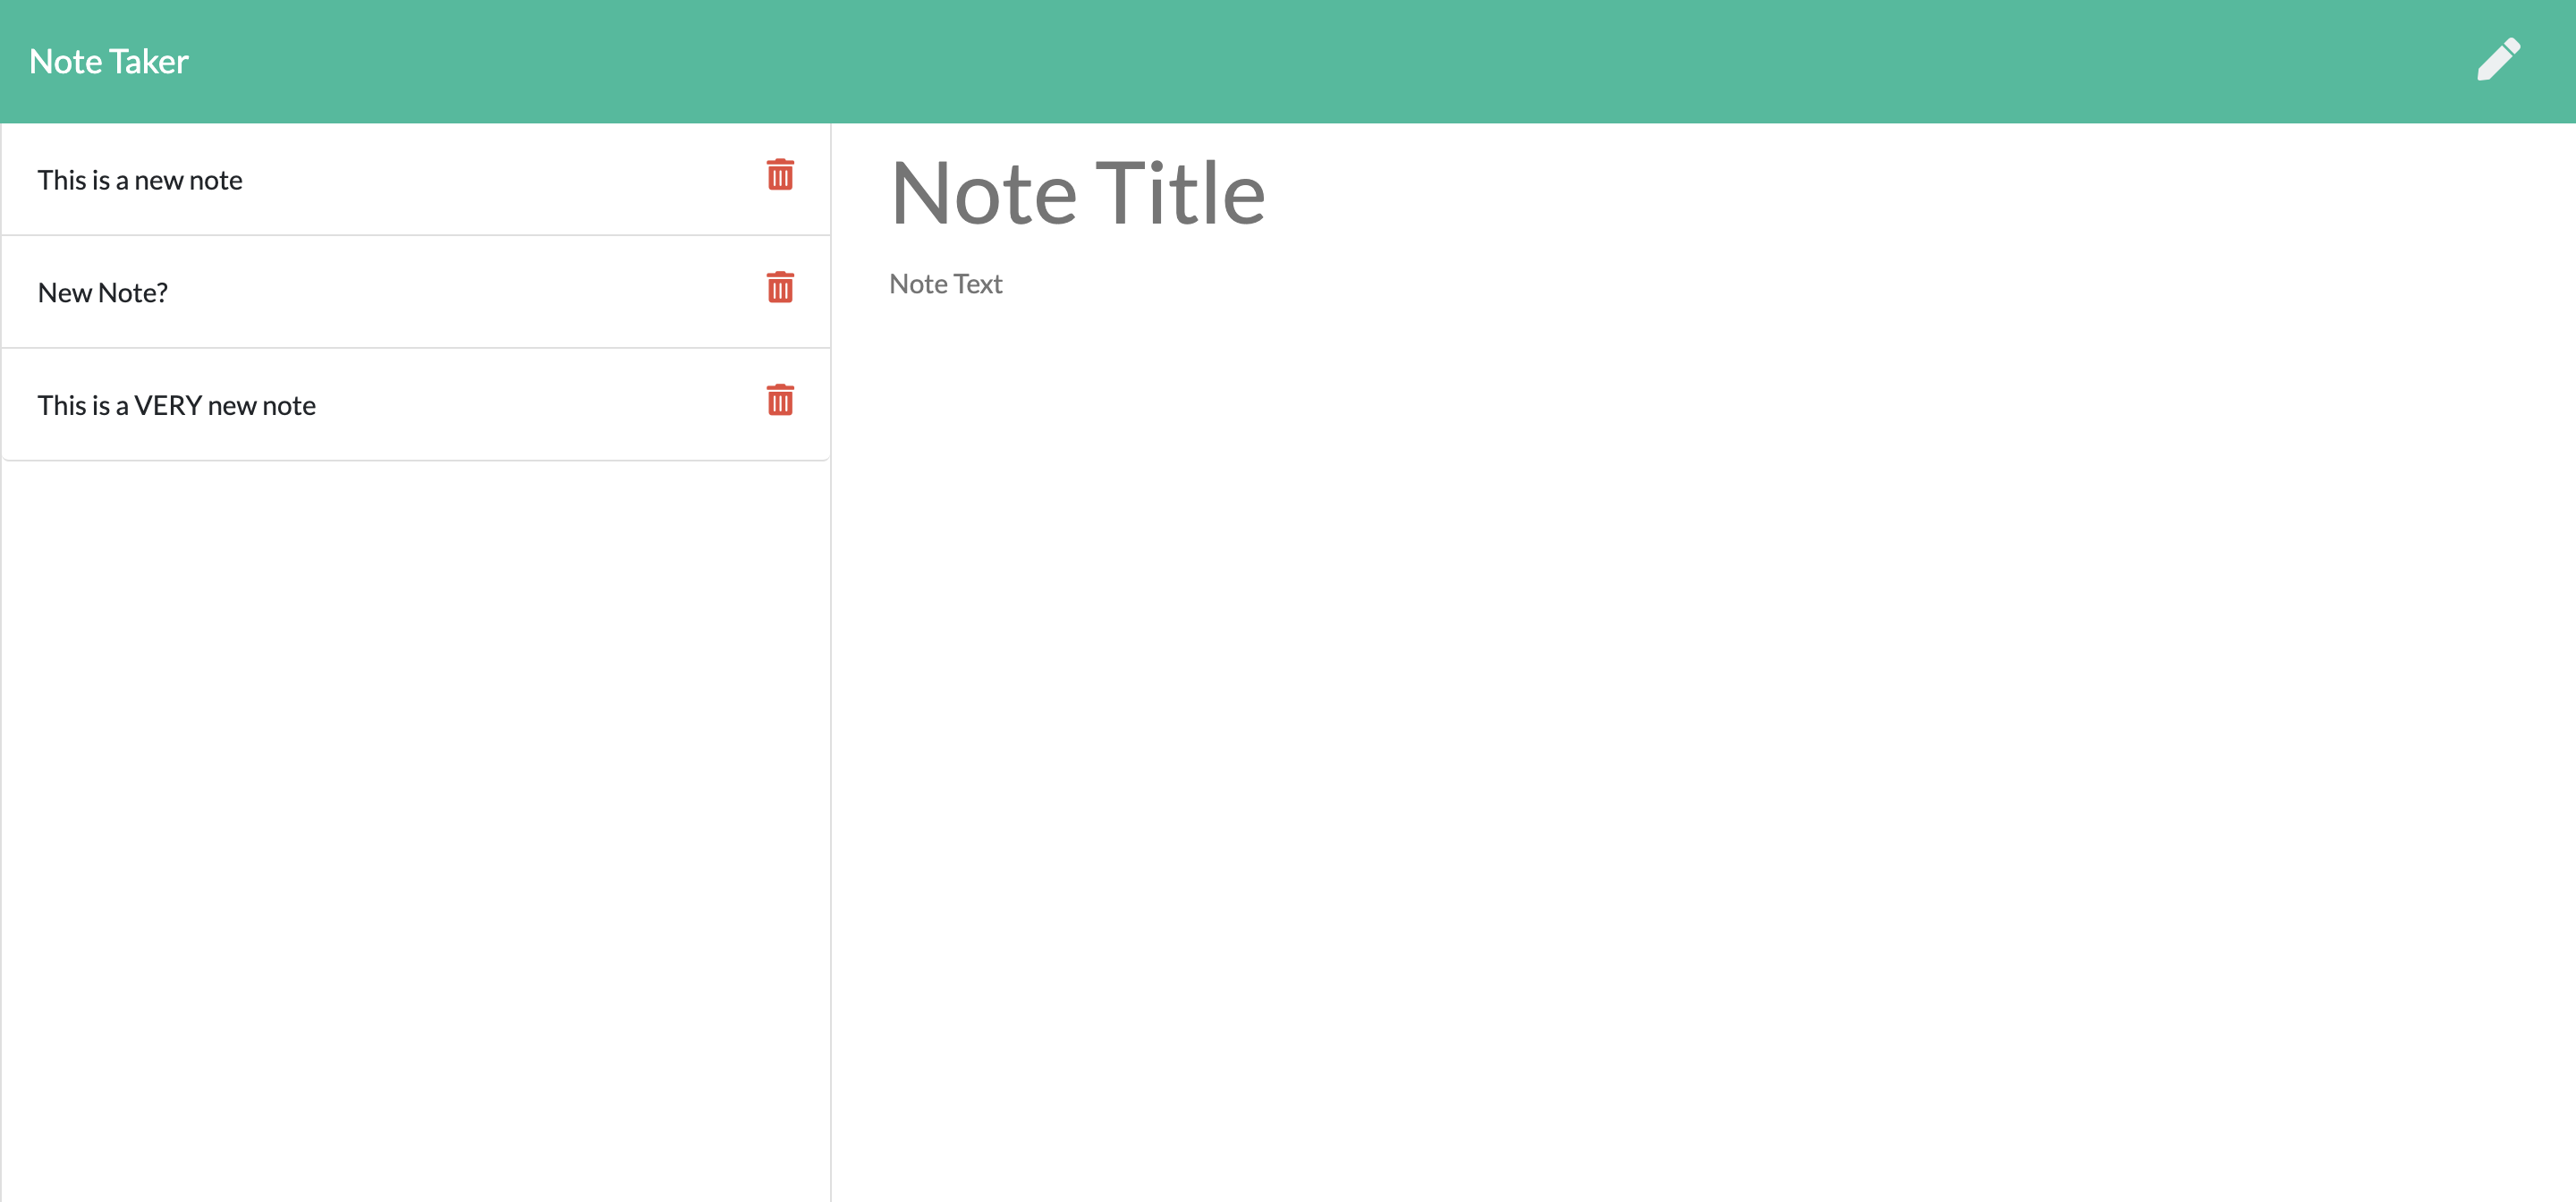 Note Taker
This is a new note
New Note?
This is a VERY new note
Note Title
Note Text